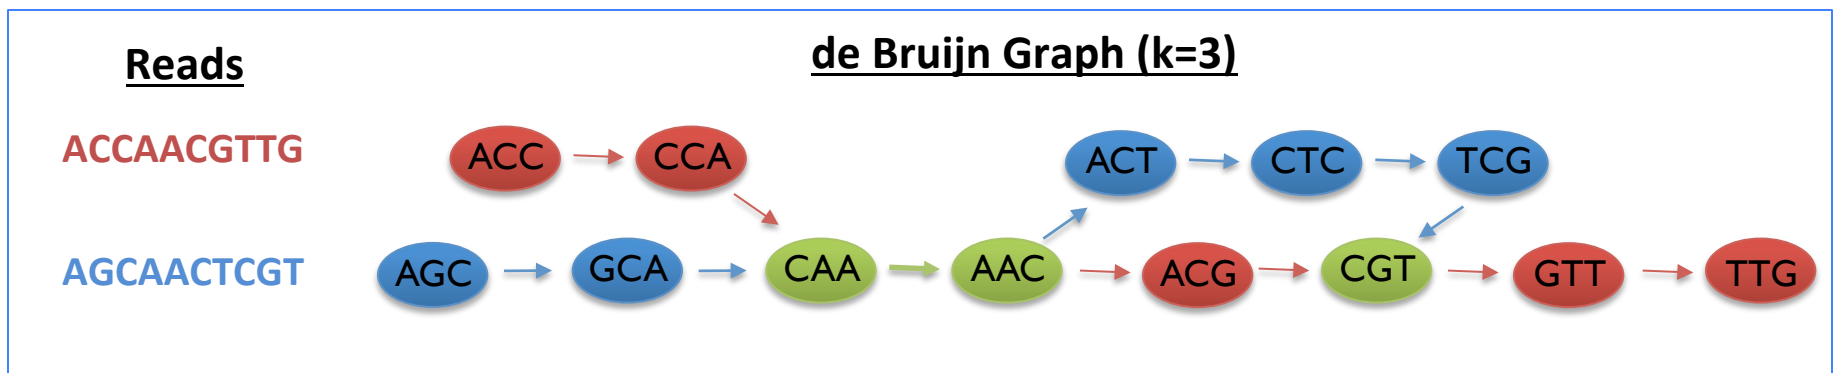 Reads
de Bruijn Graph (k=3)
ACCAACGTTG
ACC
CCA
ACT
CTC
TCG
AGCAACTCGT
AGC
GCA
CAA
AAC
ACG
CGT
GTT
TTG